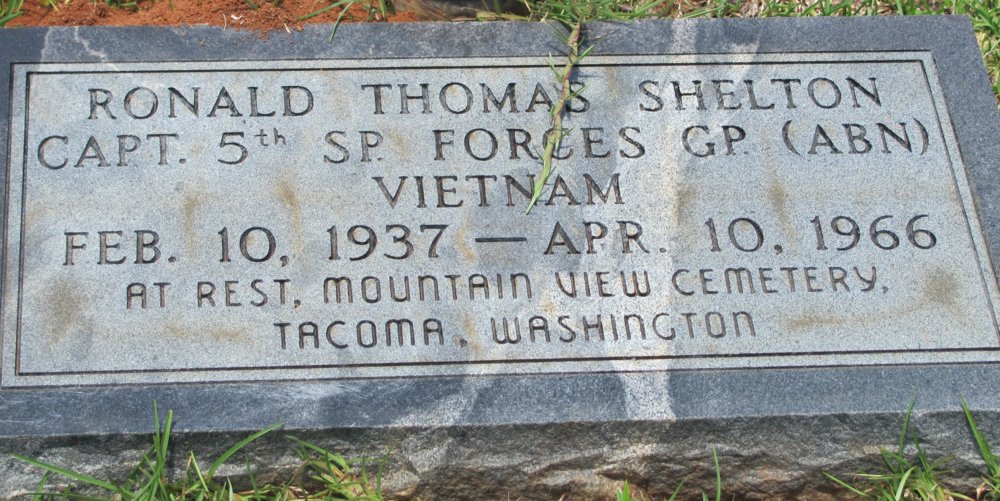 RONALD THOMAS SHELTON
CAPT. 5th SP. FORCES GP. (ABN)
VIETNAM
FEB. 10, 1937 — APR. 10, 1966
AT REST, MOUNTAIN VIEW CEMETERY,
TACOMA, WASHINGTON